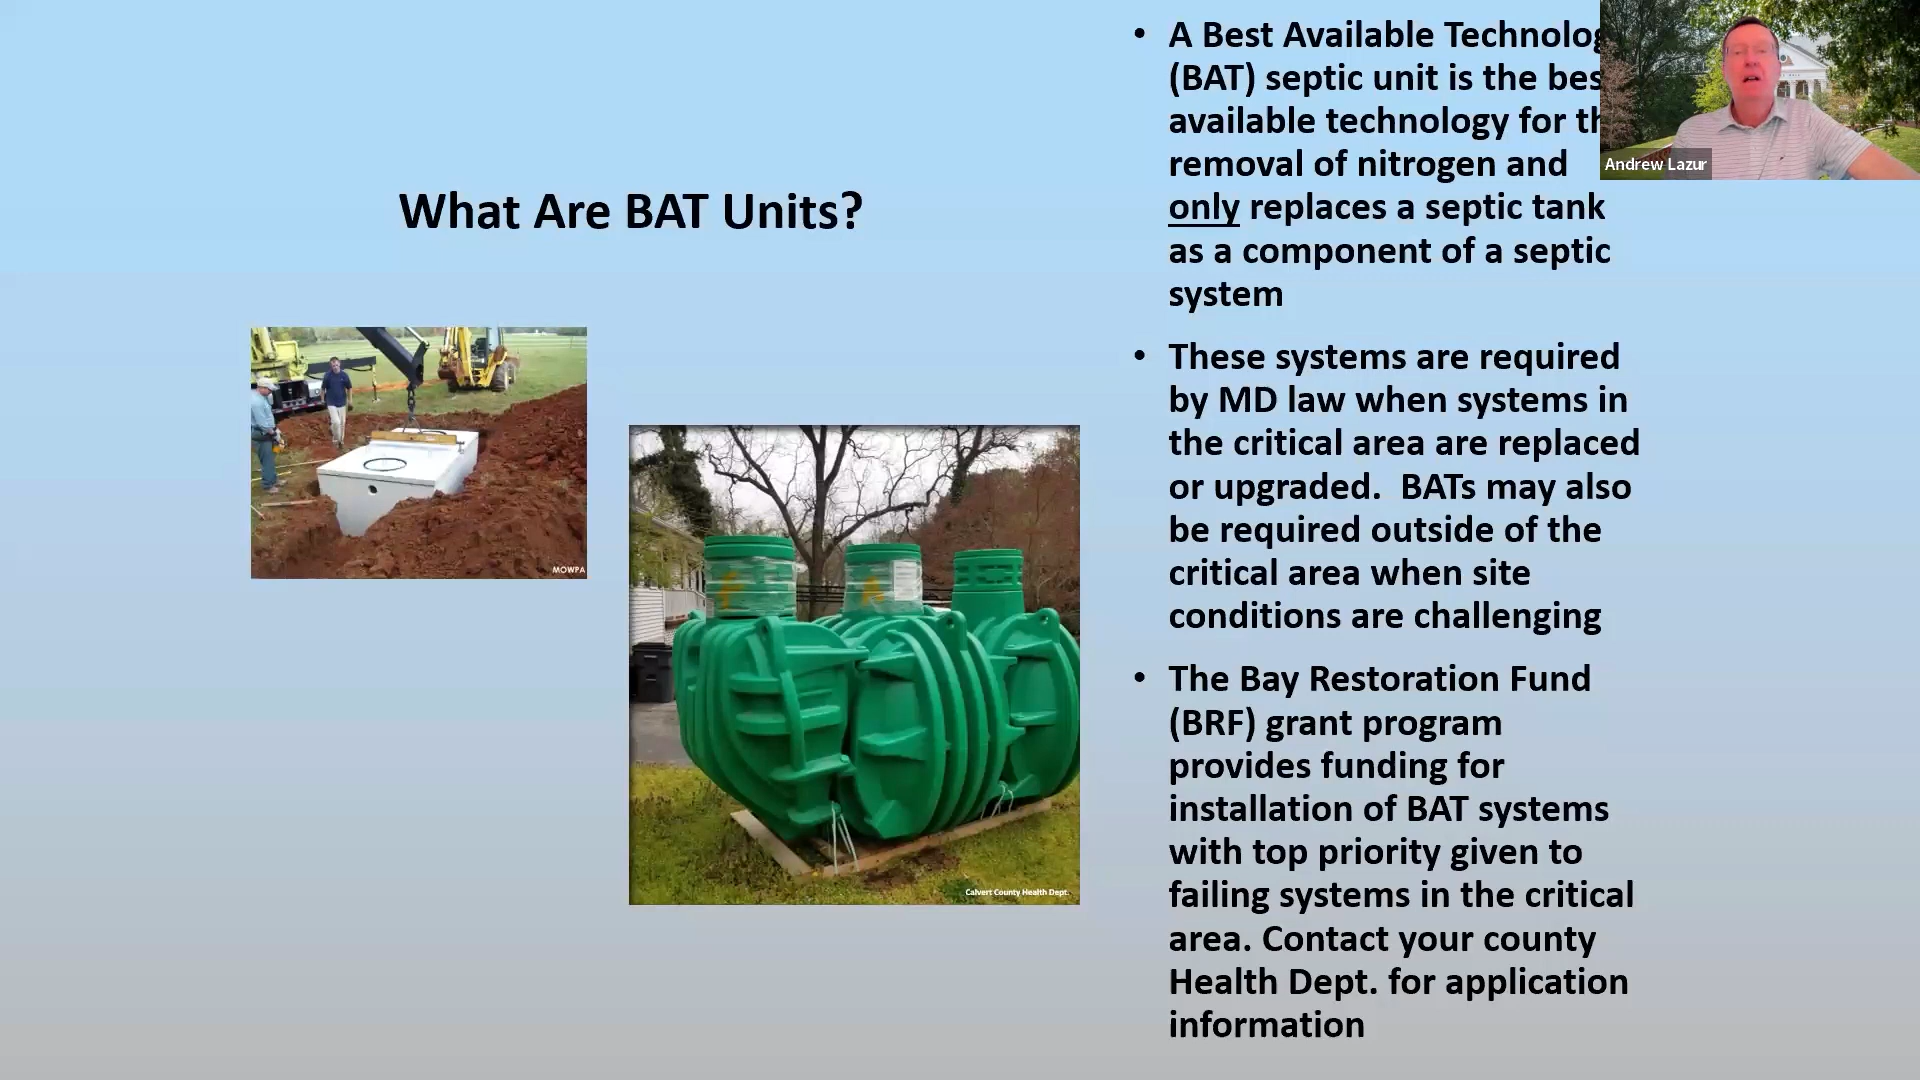 What Are BAT Units?
MOWPA
F
A
Calvert County Health Dept.
• A Best Available Technolog
(BAT) septic unit is the bes
available technology for th
removal of nitrogen and
only replaces a septic tank
as a component of a septic
system
• These systems are required
by MD law when systems in
the critical area are replaced
or upgraded.  BATs may also
be required outside of the
critical area when site
conditions are challenging
• The Bay Restoration Fund
(BRF) grant program
provides funding for
installation of BAT systems
with top priority given to
failing systems in the critical
area. Contact your county
Health Dept. for application
information
Andrew Lazur